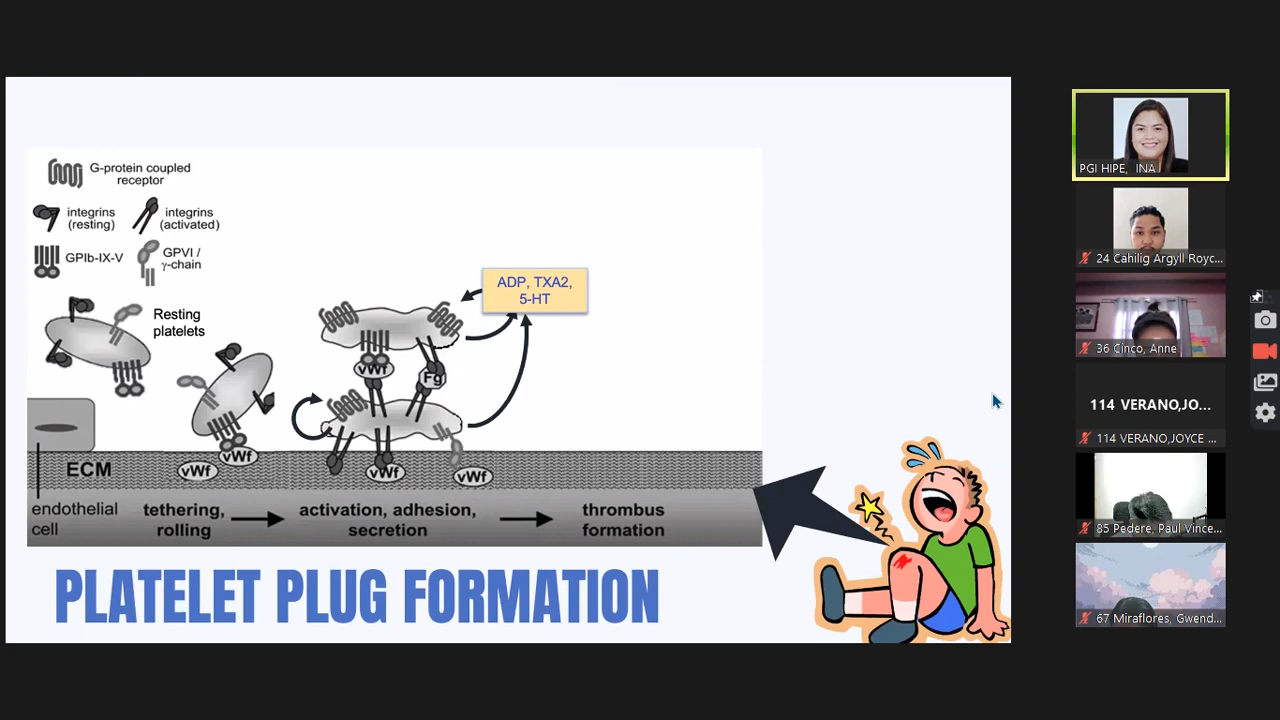 G-protein coupled
receptor
integrins
(resting)
integrins
(activated)
GPIb-IX-V
GPVI /
γ-chain
Resting
platelets
ADP, TXA2,
5-HT
vWf
Fg
vWf
vWf
vWf
vWf
ECM
endothelial
cell
tethering,
rolling
activation, adhesion,
secretion
thrombus
formation
PLATELET PLUG FORMATION
PGI HIPE, INA
24 Cahilig Argyll Royc...
36 Cinco, Anne
114 VERANO,JO...
114 VERANO,JOYCE ...
85 Pedere, Paul Vince...
67 Miraflores, Gwend...